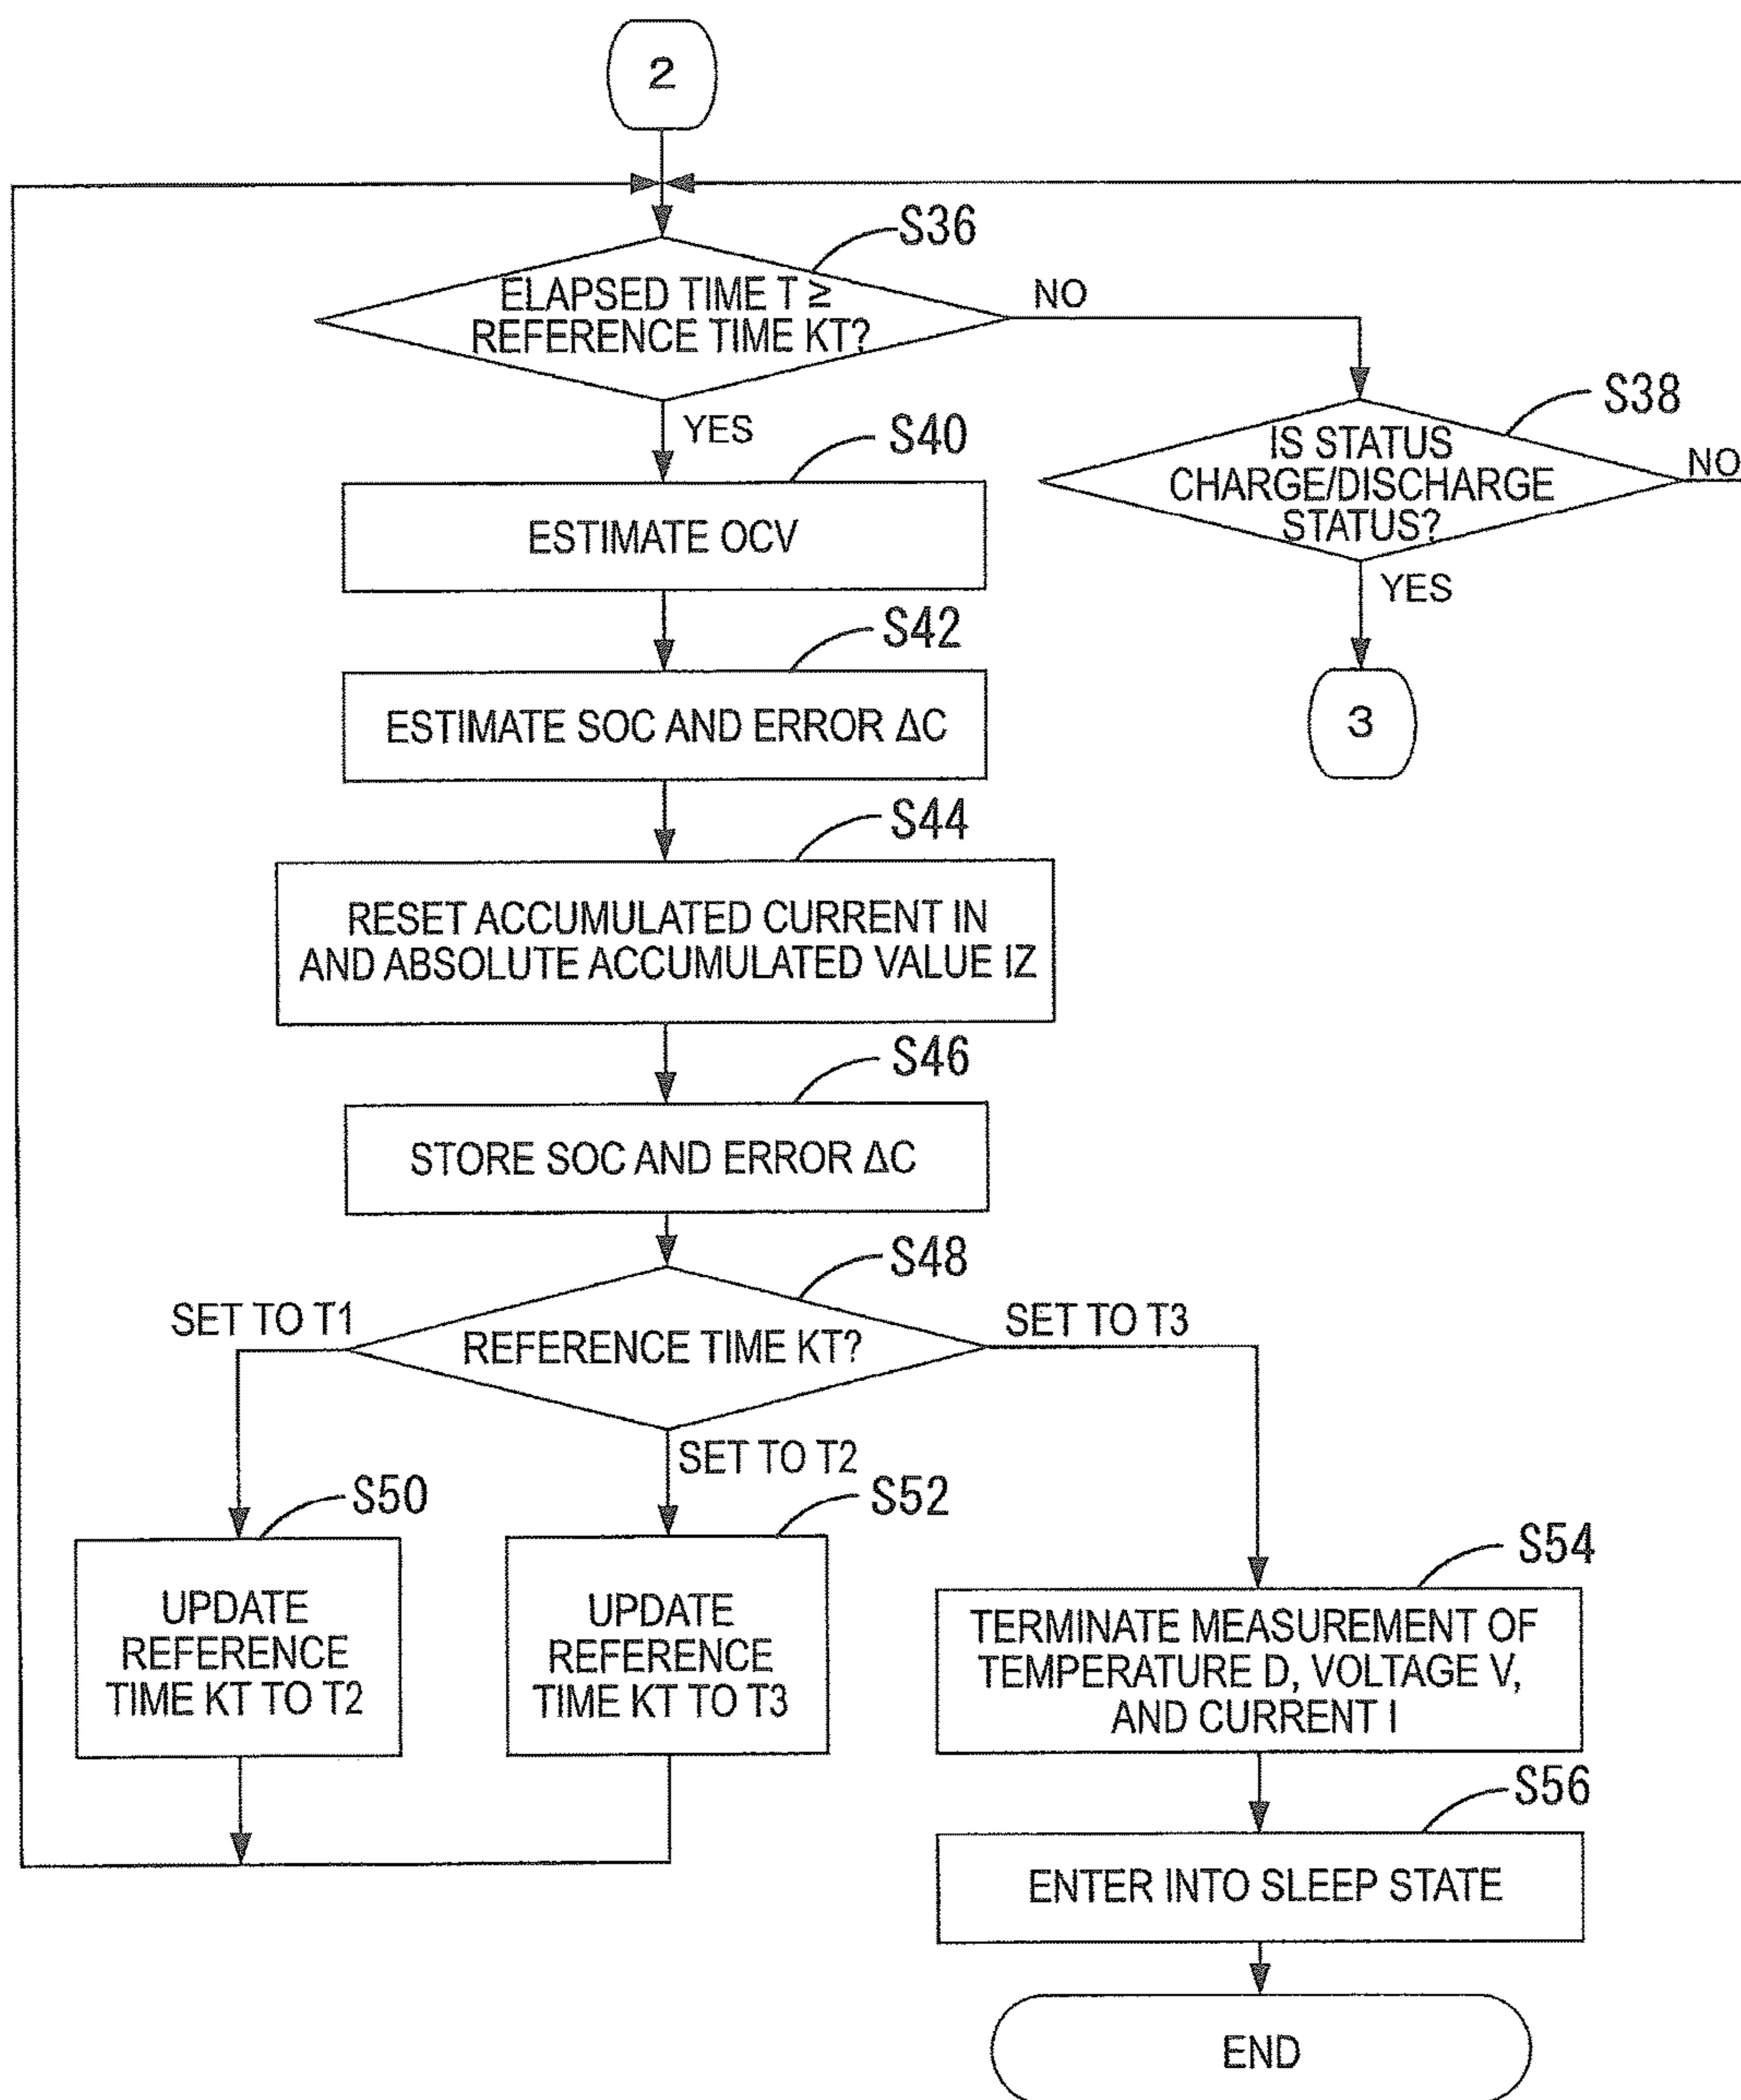 2
S36
ELAPSED TIME T ≥
REFERENCE TIME KT?
NO
YES
S38
IS STATUS
CHARGE/DISCHARGE
STATUS?
NO
YES
3
S40
ESTIMATE OCV
S42
ESTIMATE SOC AND ERROR ΔC
S44
RESET ACCUMULATED CURRENT IN
AND ABSOLUTE ACCUMULATED VALUE IZ
S46
STORE SOC AND ERROR ΔC
S48
REFERENCE TIME KT?
SET TO T1
SET TO T3
SET TO T2
S50
UPDATE
REFERENCE
TIME KT TO T2
S52
UPDATE
REFERENCE
TIME KT TO T3
S54
TERMINATE MEASUREMENT OF
TEMPERATURE D, VOLTAGE V,
AND CURRENT I
S56
ENTER INTO SLEEP STATE
END